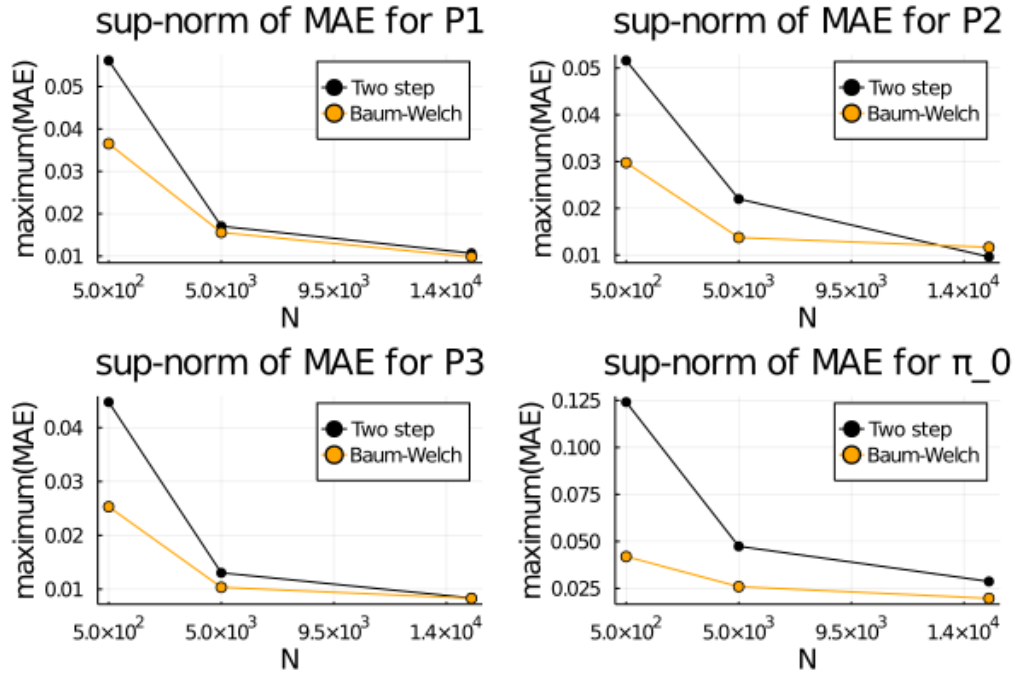 sup-norm of MAE for P1
maximum(MAE)
0.05
0.04
0.03
0.02
0.01
Two step
Baum-Welch
5.0×10² 5.0×10³ 9.5×10³ 1.4×10⁴
N
sup-norm of MAE for P2
maximum(MAE)
0.05
0.04
0.03
0.02
0.01
Two step
Baum-Welch
5.0×10² 5.0×10³ 9.5×10³ 1.4×10⁴
N
sup-norm of MAE for P3
maximum(MAE)
0.04
0.03
0.02
0.01
Two step
Baum-Welch
5.0×10² 5.0×10³ 9.5×10³ 1.4×10⁴
N
sup-norm of MAE for π_0
maximum(MAE)
0.125
0.100
0.075
0.050
0.025
Two step
Baum-Welch
5.0×10² 5.0×10³ 9.5×10³ 1.4×10⁴
N